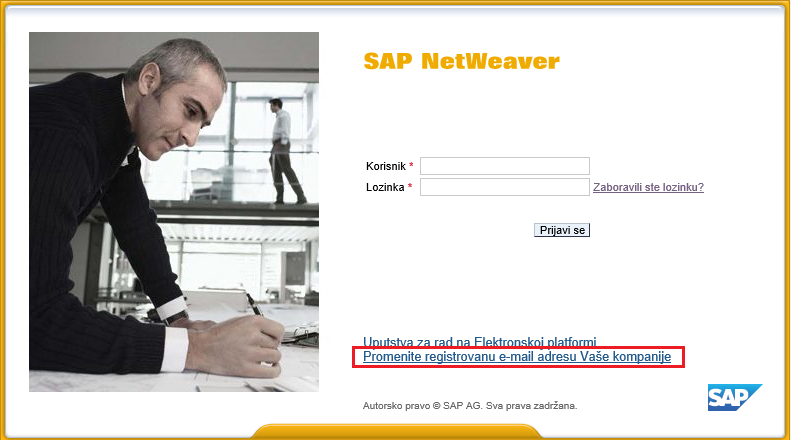 SAP NetWeaver
Korisnik *
Lozinka * Zaboravili ste lozinku?
Prijavi se
Uputstva za rad na Elektronskoj platformi
Promenite registrovanu e-mail adresu Vaše kompanije
Autorsko pravo © SAP AG. Sva prava zadržana.
SAP